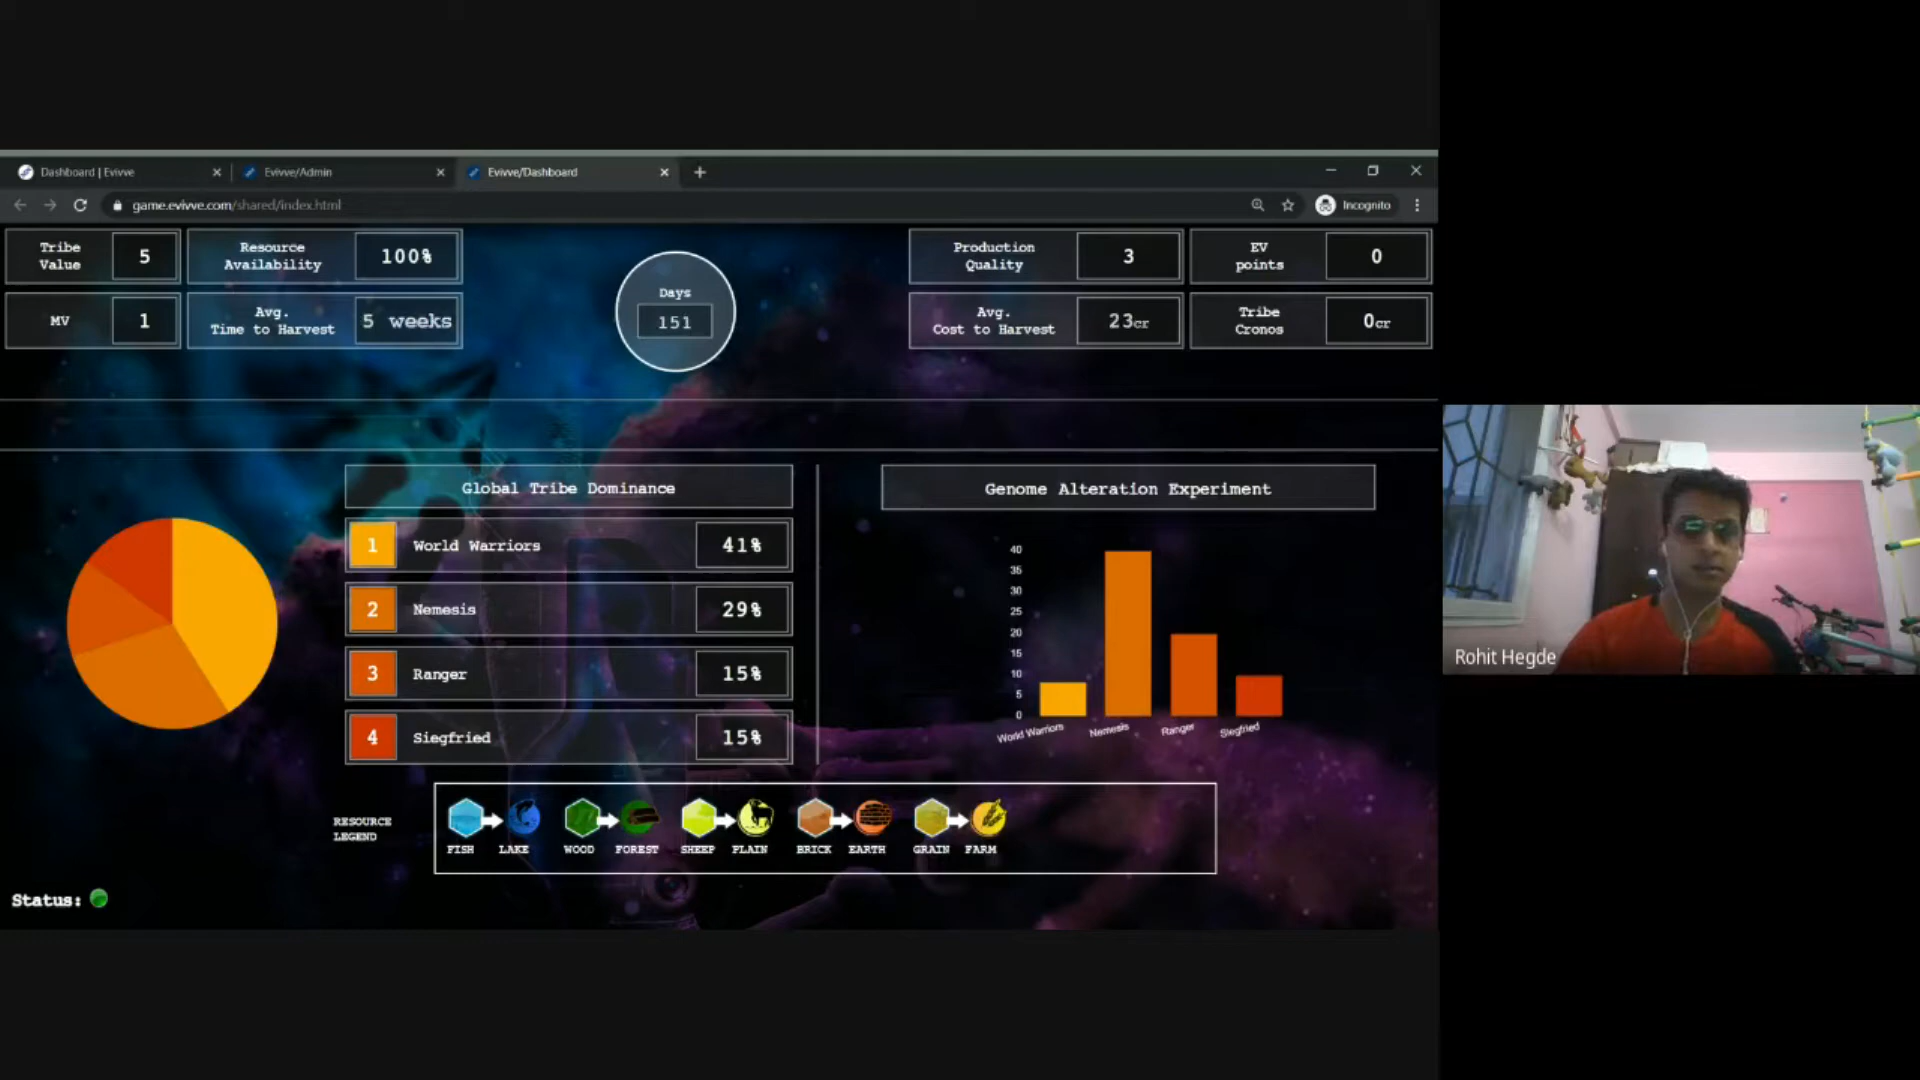 Dashboard | Evivve
Evivve/Admin
Evivve/Dashboard
game.evivve.com/shared/index.html
Incognito
Tribe
Value
5
Resource
Availability
100%
MV
1
Avg.
Time to Harvest
5 weeks
Days
151
Production
Quality
3
EV
points
0
Avg.
Cost to Harvest
23cr
Tribe
Cronos
0cr
Global Tribe Dominance
1 World Warriors 41%
2 Nemesis 29%
3 Ranger 15%
4 Siegfried 15%
Genome Alteration Experiment
40
35
30
25
20
15
10
5
0
World Warriors
Nemesis
Ranger
Siegfried
RESOURCE
LEGEND
FISH LAKE WOOD FOREST SHEEP PLAIN BRICK EARTH GRAIN FARM
Status:
Rohit Hegde